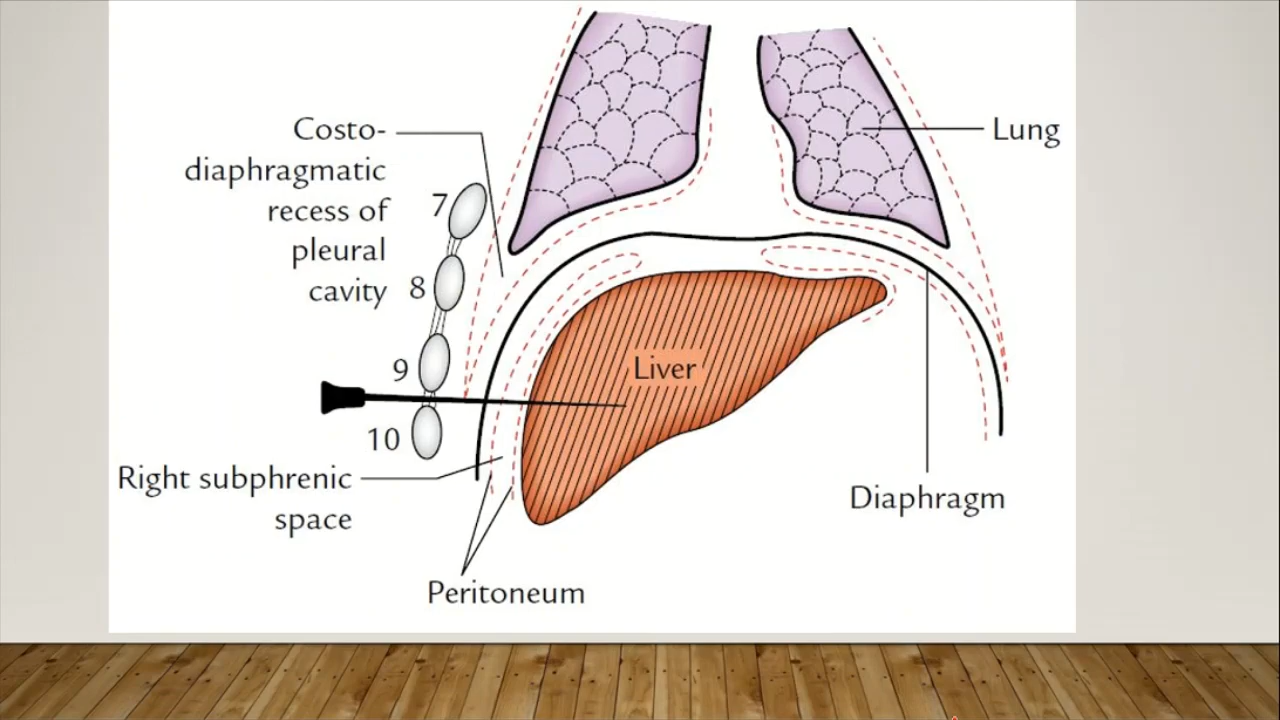 Costo-
diaphragmatic
recess of
pleural
cavity
7
8
9
10
Lung
Liver
Right subphrenic
space
Diaphragm
Peritoneum